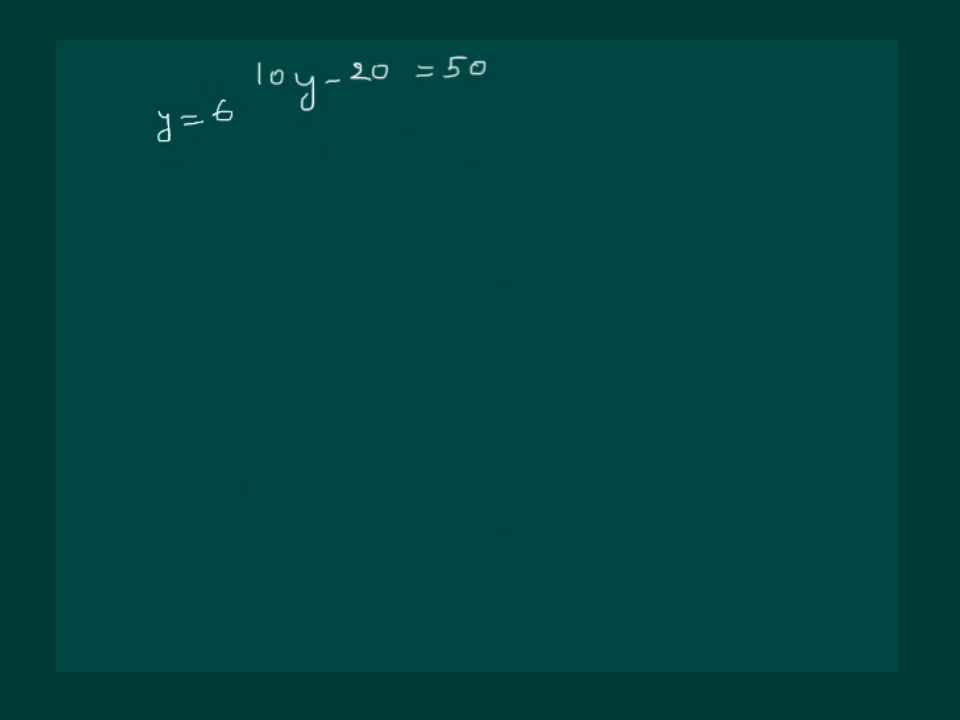 10y - 20 = 50
y = 6